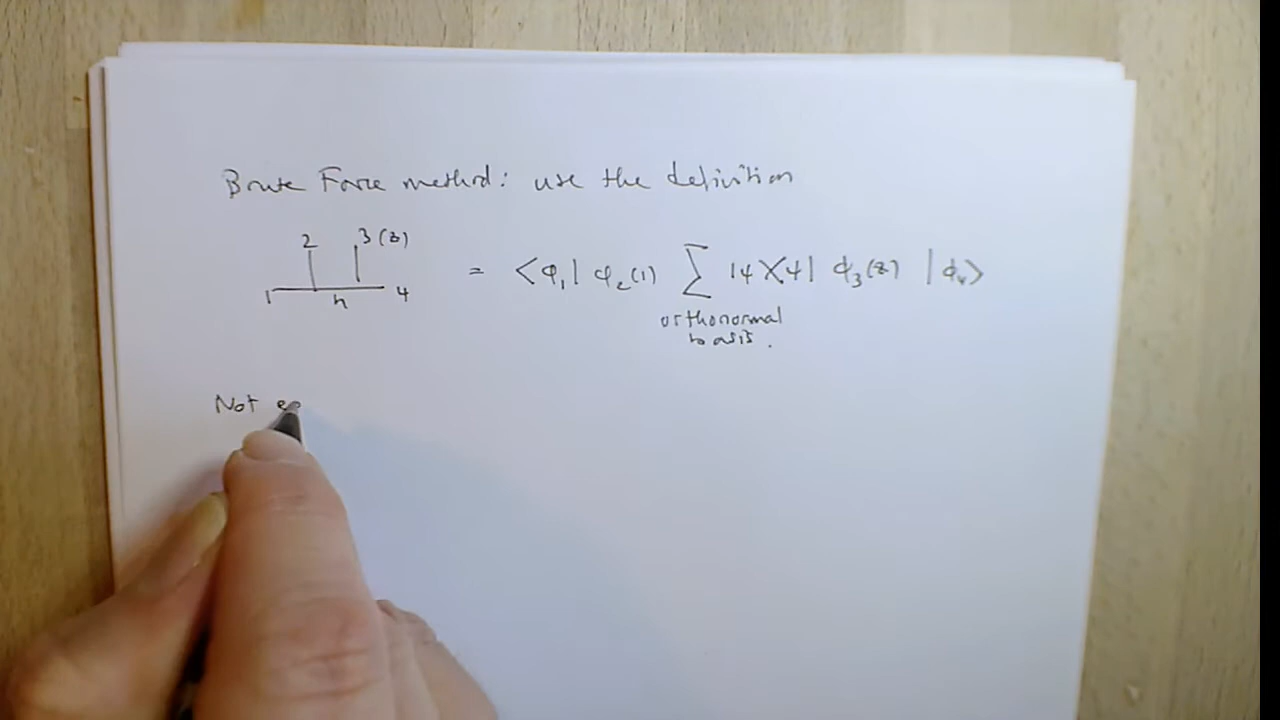 Brute Force method: use the definition
2 3(z)
1 h 4 = ⟨φ₁| φ₂(1) Σ |ψ⟩⟨ψ| φ₃(z) |φ₄⟩
orthonormal
basis.
Not